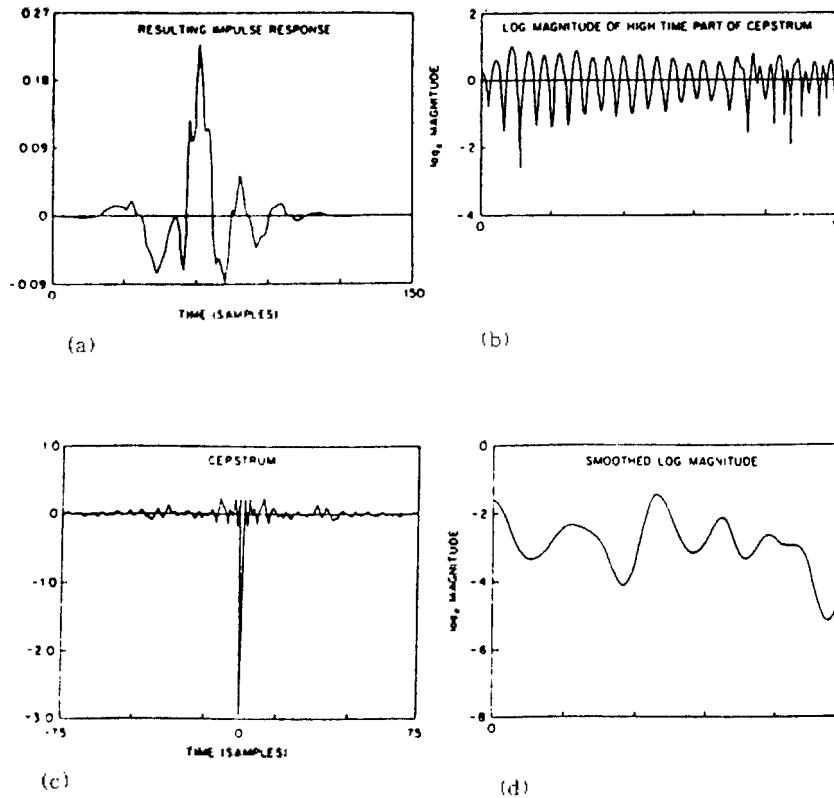 0.27
RESULTING IMPULSE RESPONSE
0.18
0.09
0
-0.09
0
150
TIME (SAMPLES)
(a)
2
LOG MAGNITUDE OF HIGH TIME PART OF CEPSTRUM
0
-2
-4
0
log e MAGNITUDE
(b)
1.0
CEPSTRUM
0
-1.0
-2.0
-3.0
-75
0
75
TIME (SAMPLES)
(c)
0
SMOOTHED LOG MAGNITUDE
-2
-4
-6
-8
0
log e MAGNITUDE
(d)